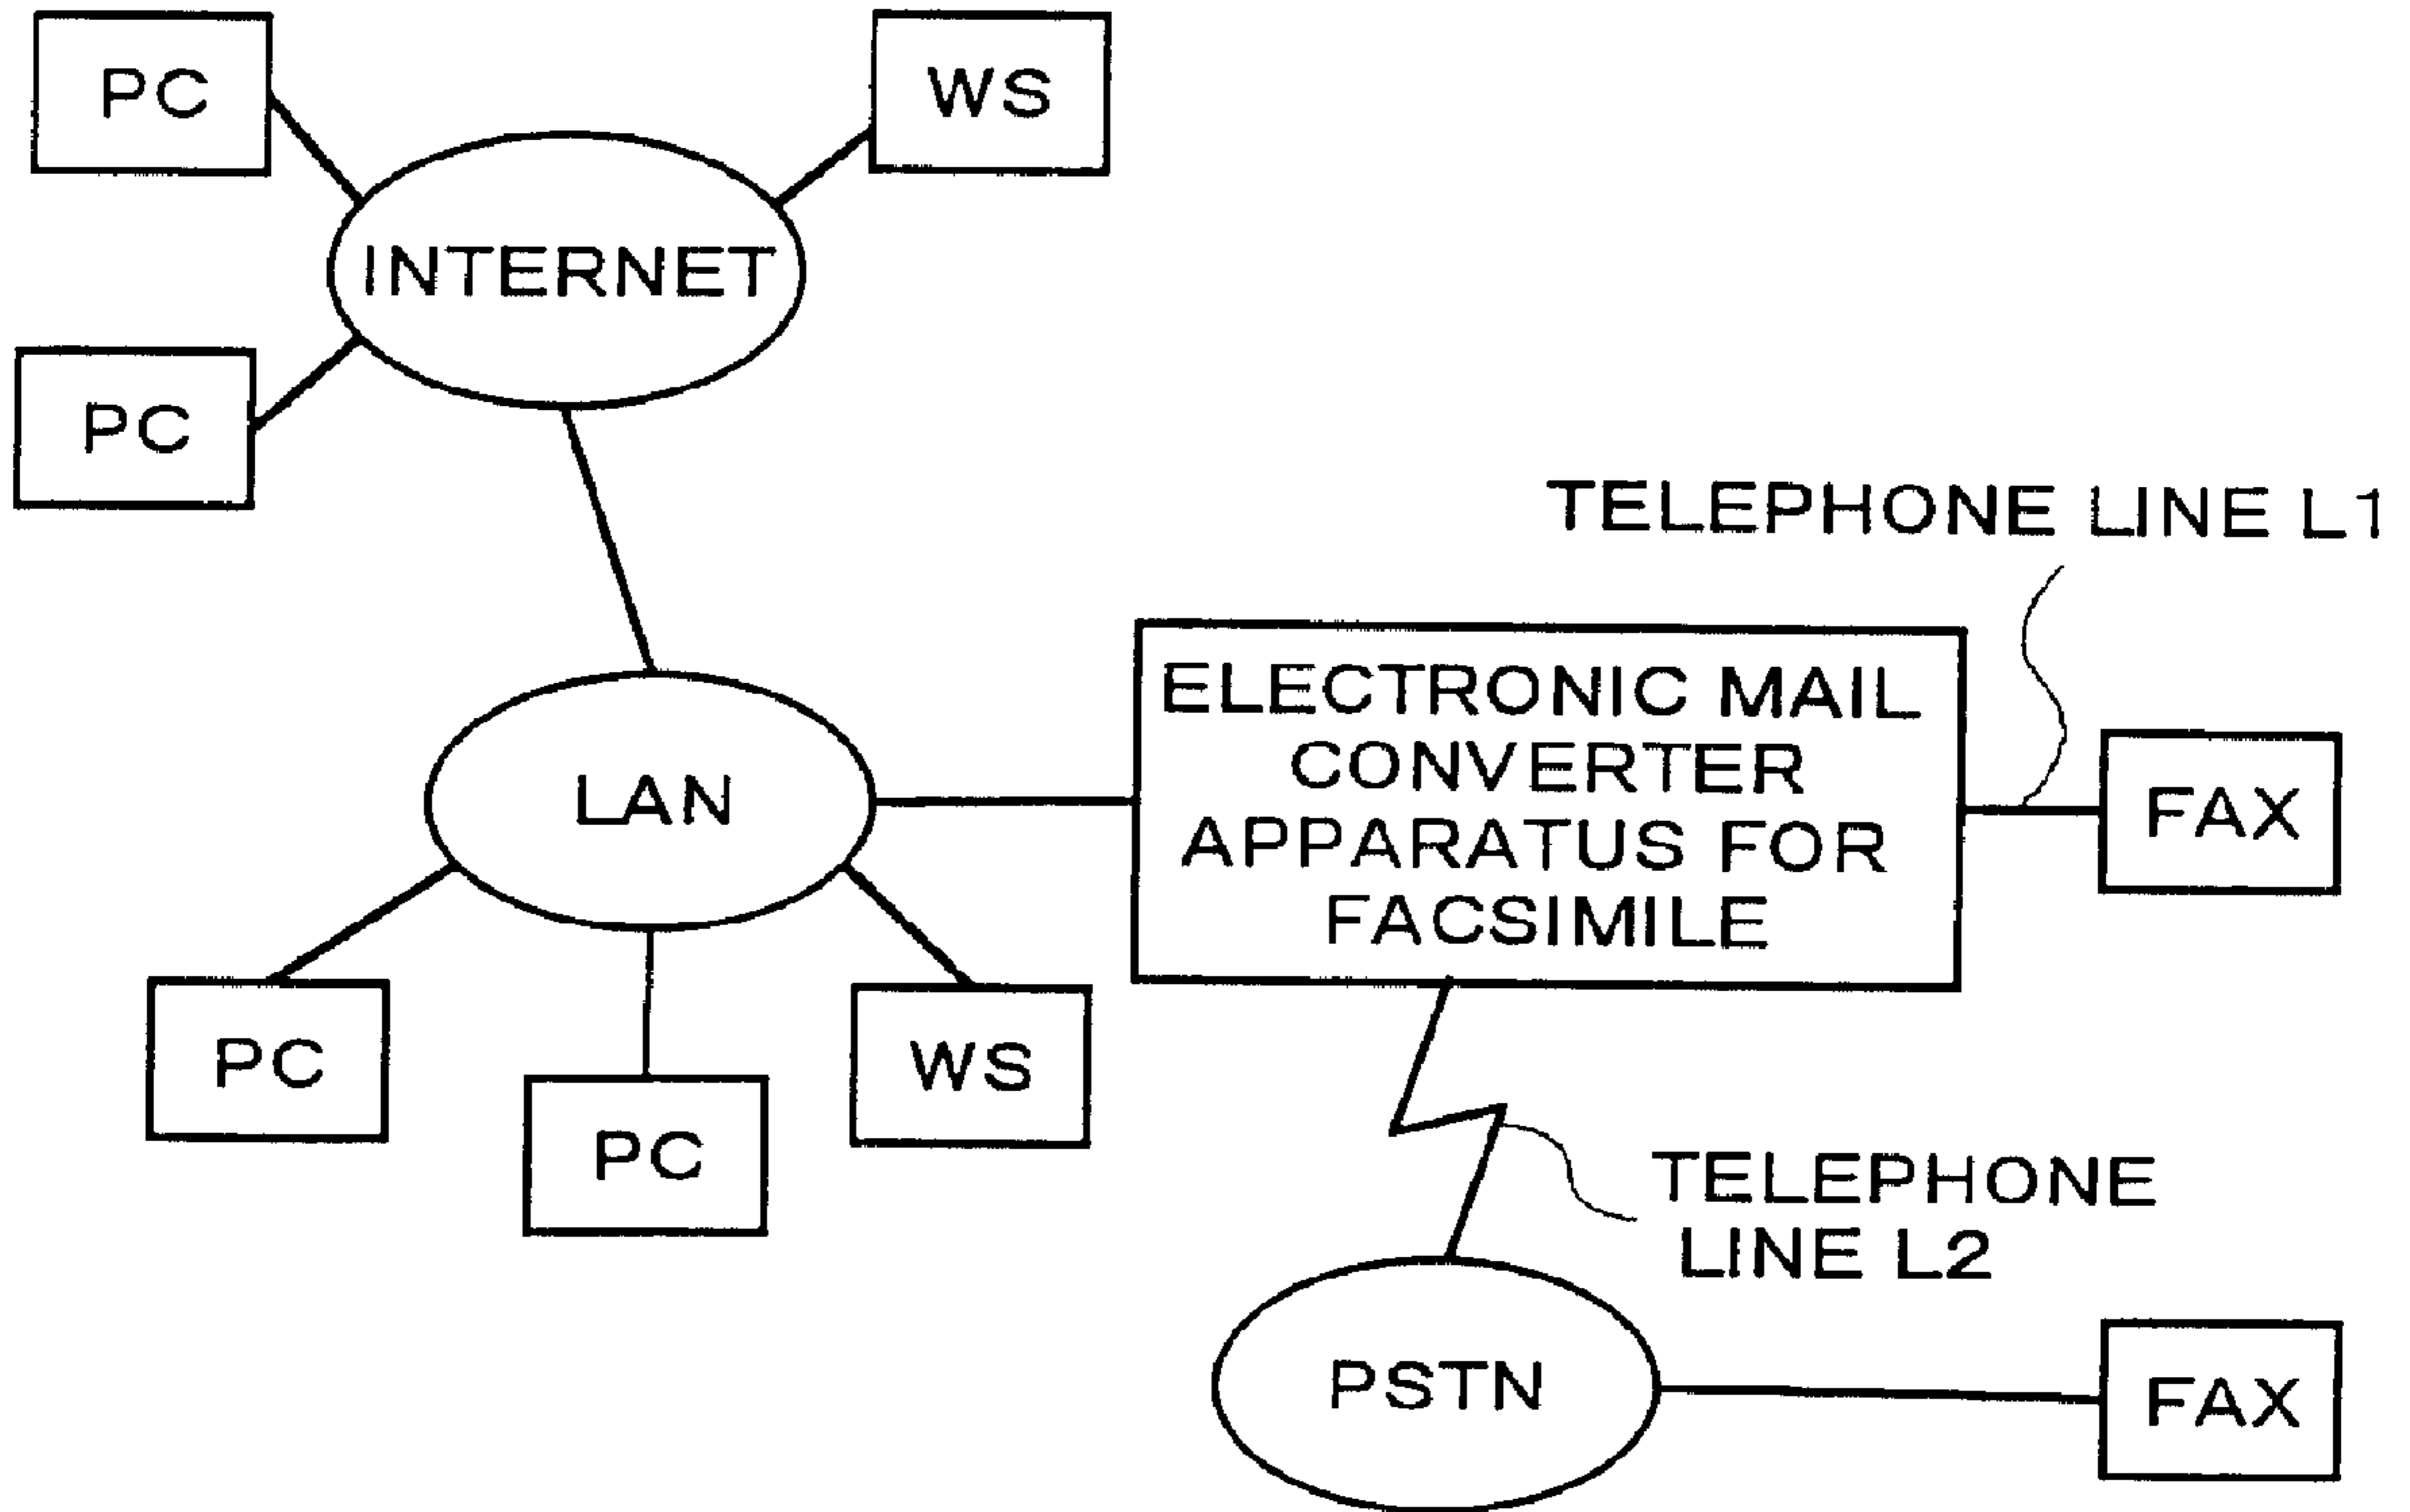 PC
WS
INTERNET
PC
TELEPHONE LINE L1
ELECTRONIC MAIL
CONVERTER
APPARATUS FOR
FACSIMILE
FAX
LAN
PC
PC
WS
TELEPHONE
LINE L2
PSTN
FAX